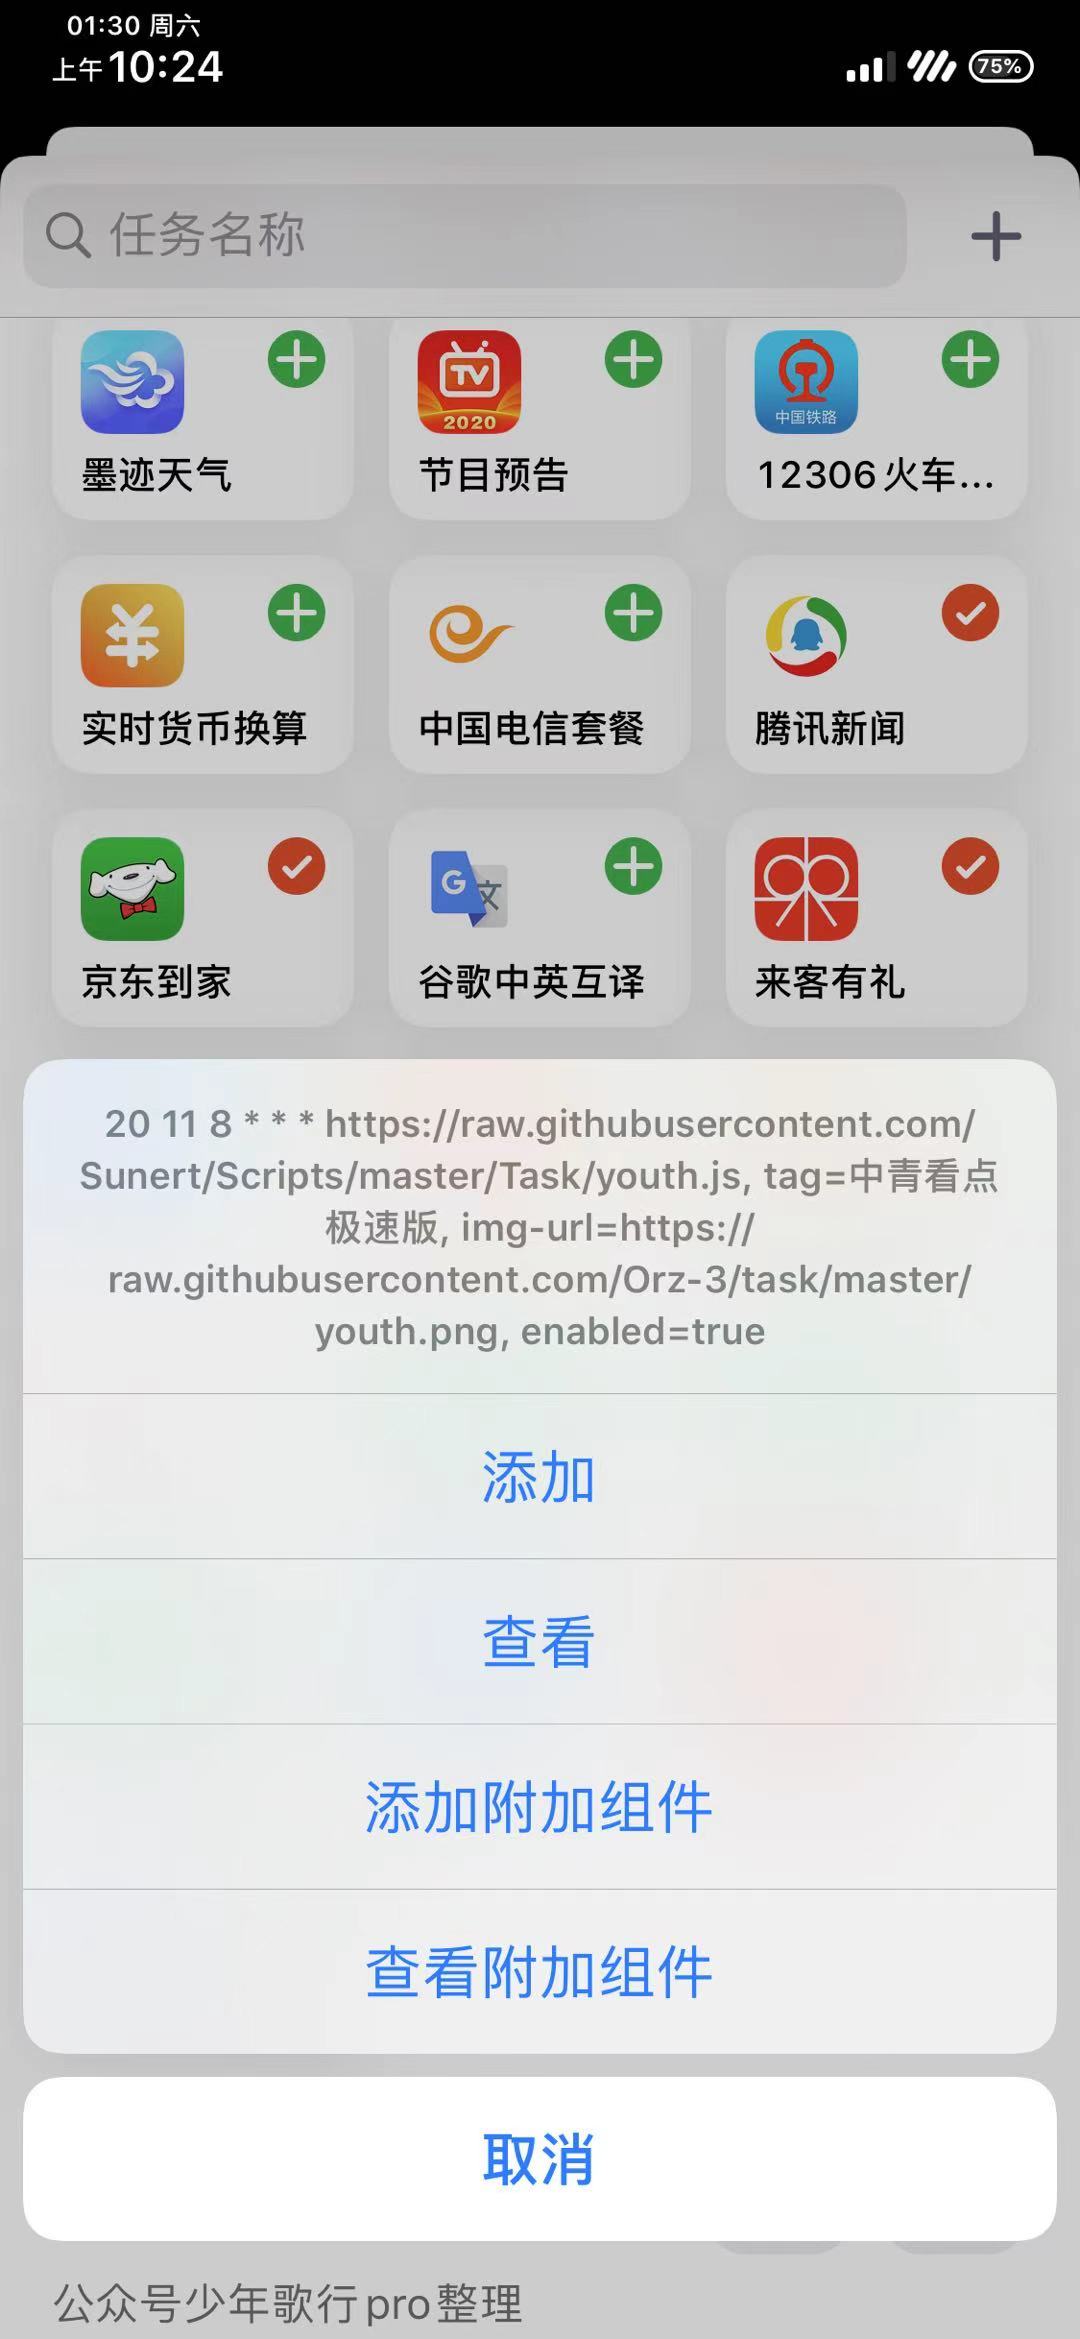 01:30 周六
上午10:24
75%
任务名称
TV
2020
中国铁路
墨迹天气
节目预告
12306火车...
实时货币换算
中国电信套餐
腾讯新闻
G
文
京东到家
谷歌中英互译
来客有礼
20 11 8 * * * https://raw.githubusercontent.com/
Sunert/Scripts/master/Task/youth.js, tag=中青看点
极速版, img-url=https://
raw.githubusercontent.com/Orz-3/task/master/
youth.png, enabled=true
添加
查看
添加附加组件
查看附加组件
取消
公众号少年歌行pro整理